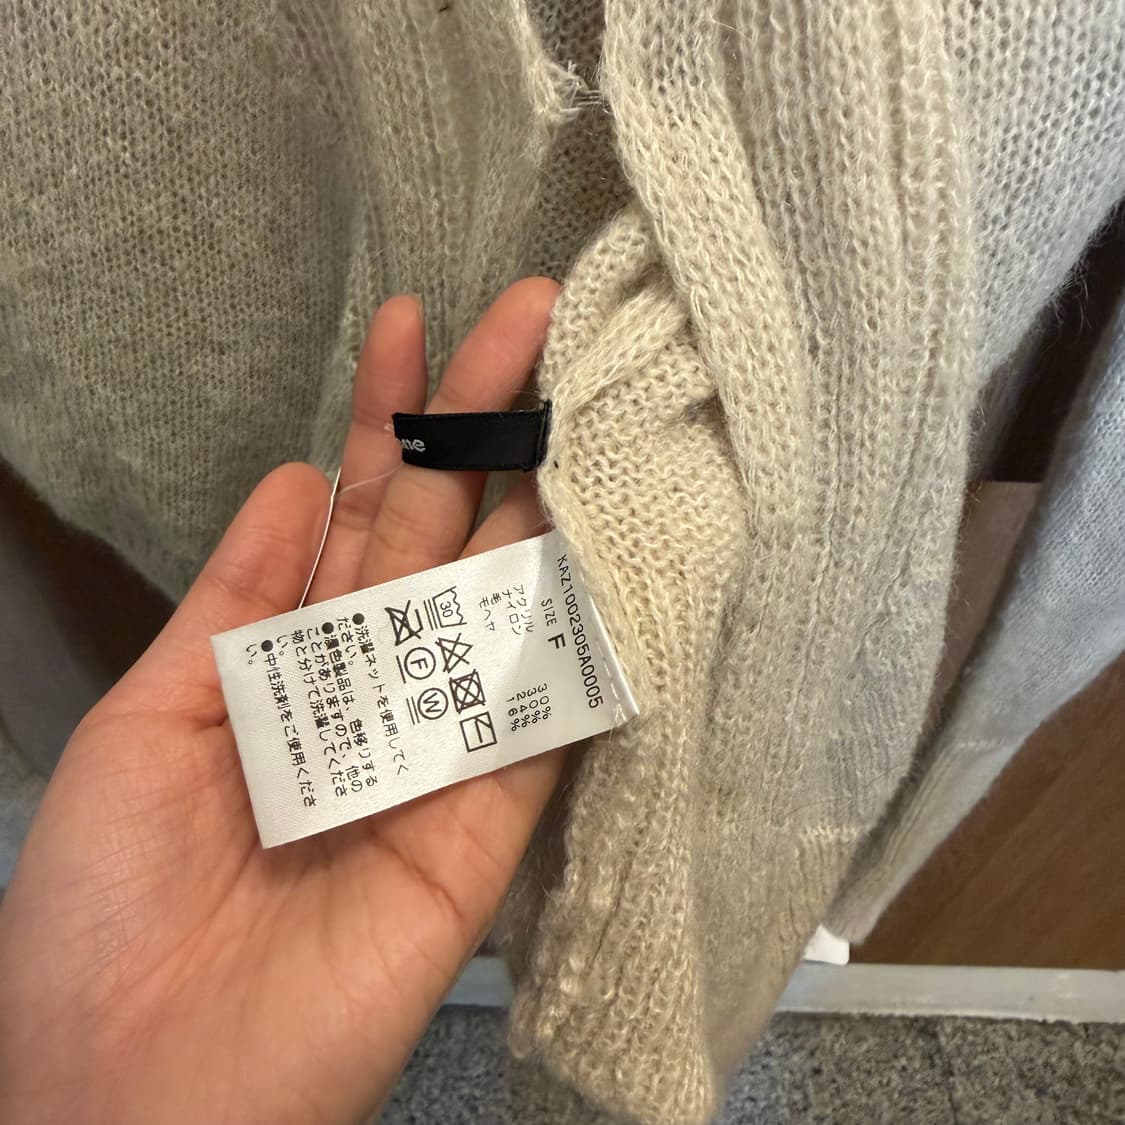 KAZ1002305A0005
SIZE F
アクリル 30%
ナイロン 30%
毛 24%
モヘヤ 16%
30
F W
●洗濯ネットを使用してく
ださい。
●濃色製品は、色移りする
ことがありますので、他の
物と分けて洗濯してくださ
い。
●中性洗剤をご使用くださ
い。